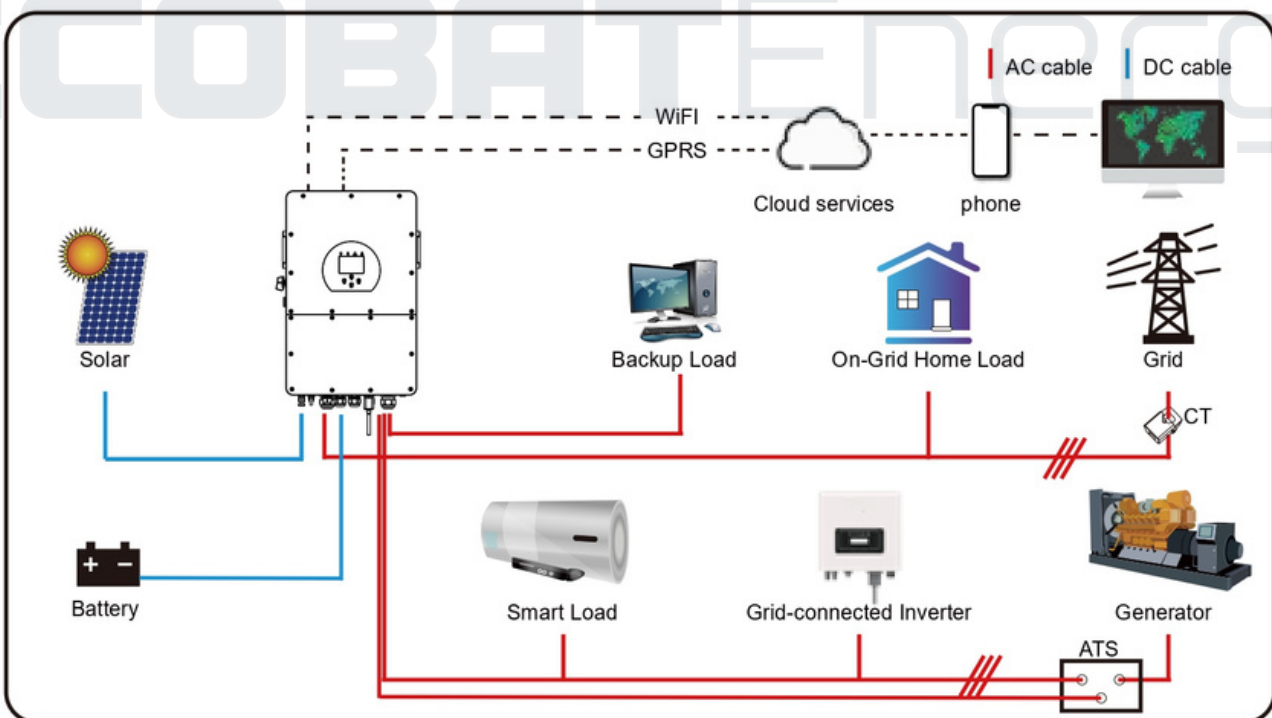 COBATEnerg
AC cable
DC cable
WiFI
GPRS
Cloud services
phone
Solar
Backup Load
On-Grid Home Load
Grid
CT
+ −
Battery
Smart Load
Grid-connected Inverter
Generator
ATS